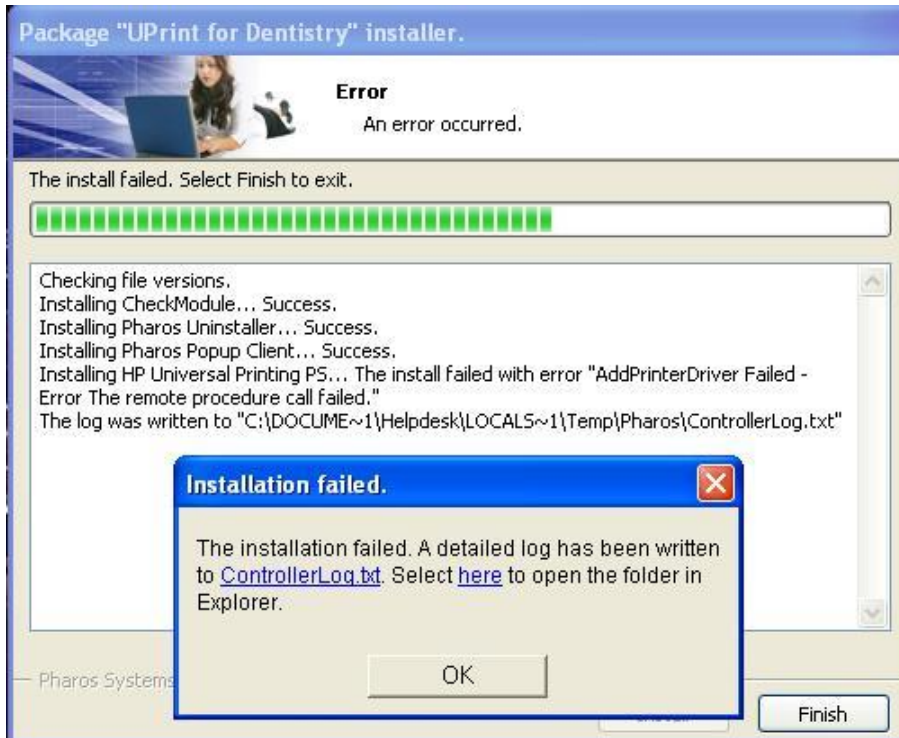 Package "UPrint for Dentistry" installer.
Error
An error occurred.
The install failed. Select Finish to exit.
Checking file versions.
Installing CheckModule... Success.
Installing Pharos Uninstaller... Success.
Installing Pharos Popup Client... Success.
Installing HP Universal Printing PS... The install failed with error "AddPrinterDriver Failed -
Error The remote procedure call failed."
The log was written to "C:\DOCUME~1\Helpdesk\LOCALS~1\Temp\Pharos\ControllerLog.txt"
Installation failed.
The installation failed. A detailed log has been written
to ControllerLog.txt. Select here to open the folder in
Explorer.
OK
Pharos Systems
Finish